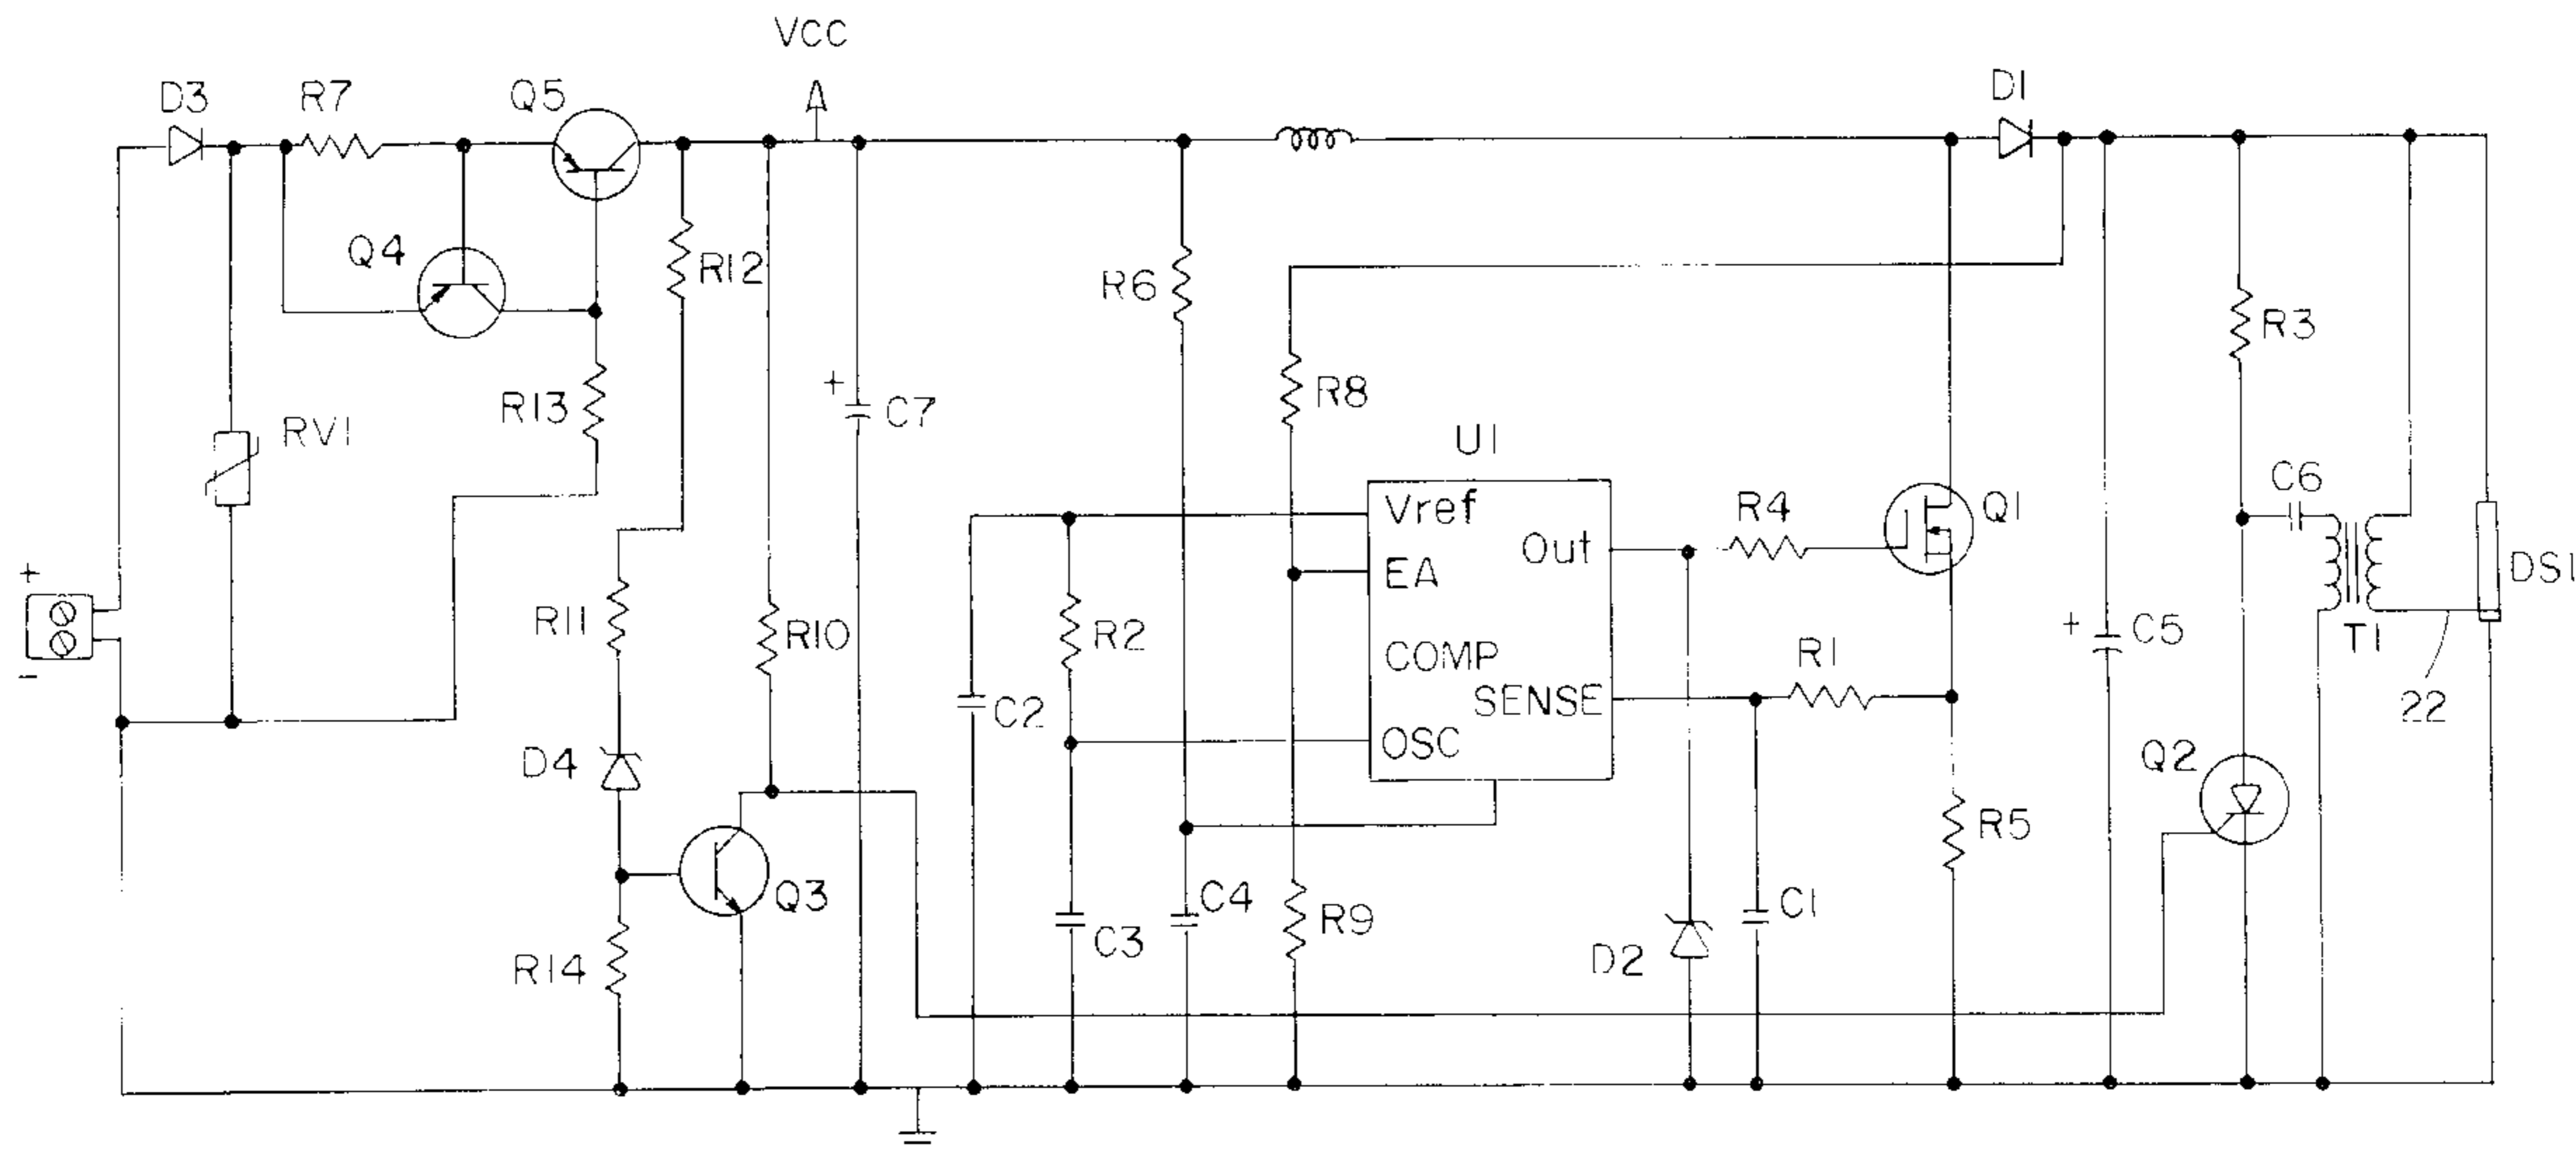 VCC
D3
R7
Q5
D1
Q4
R12
R6
R3
R13
RV1
+
C7
R8
U1
Vref
EA
COMP
SENSE
OSC
Out
R4
Q1
C6
DS1
+
-
R11
R10
R2
C2
R1
+
C5
T1
22
D4
Q2
Q3
R5
R14
C3
C4
R9
D2
C1